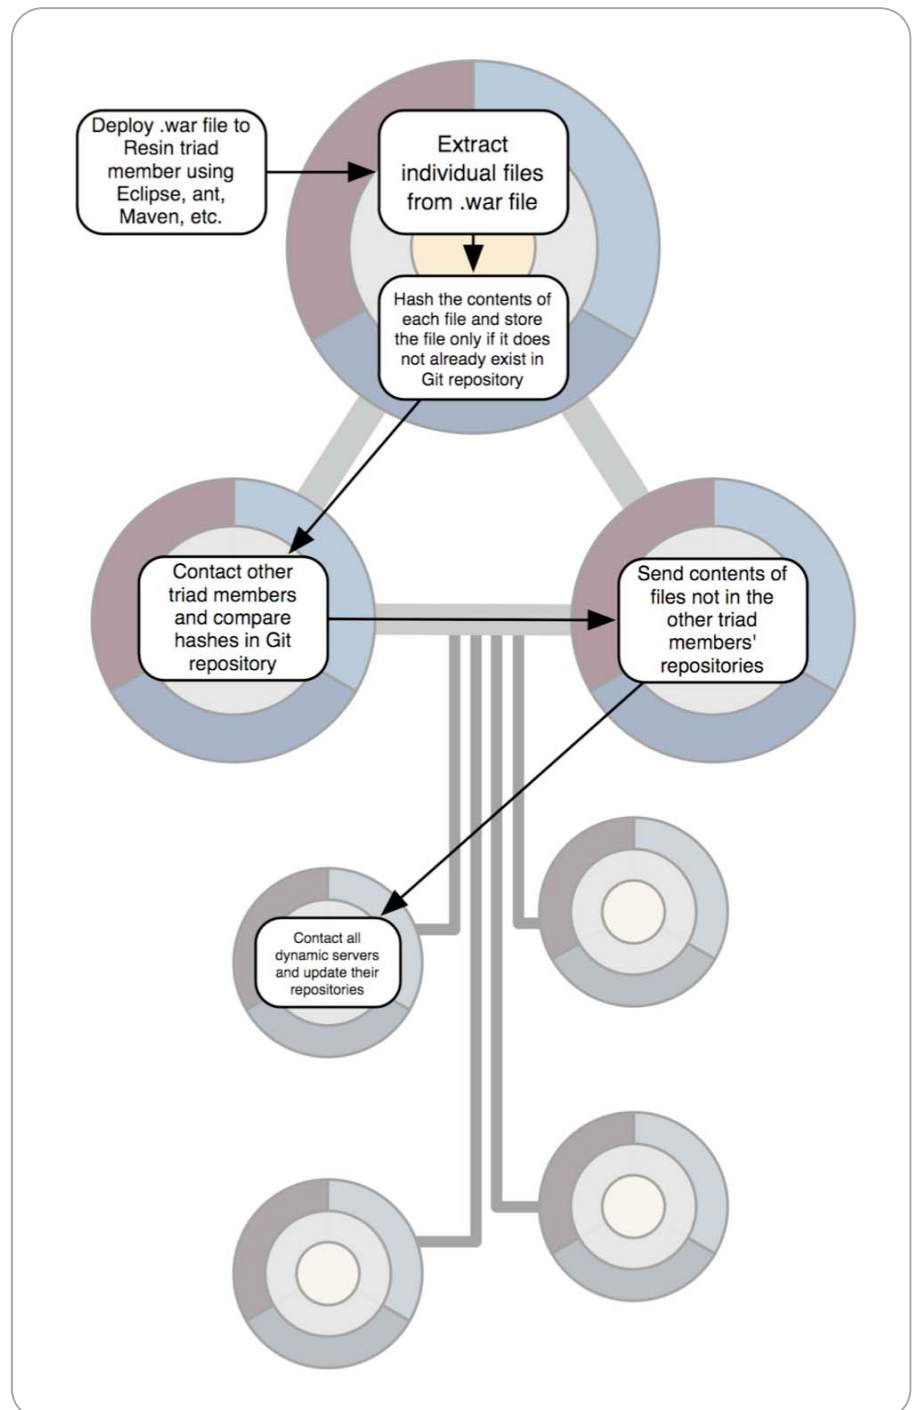 Deploy .war file to
Resin triad
member using
Eclipse, ant,
Maven, etc.
Extract
individual files
from .war file
Hash the contents of
each file and store
the file only if it does
not already exist in
Git repository
Contact other
triad members
and compare
hashes in Git
repository
Send contents of
files not in the
other triad
members'
repositories
Contact all
dynamic servers
and update their
repositories